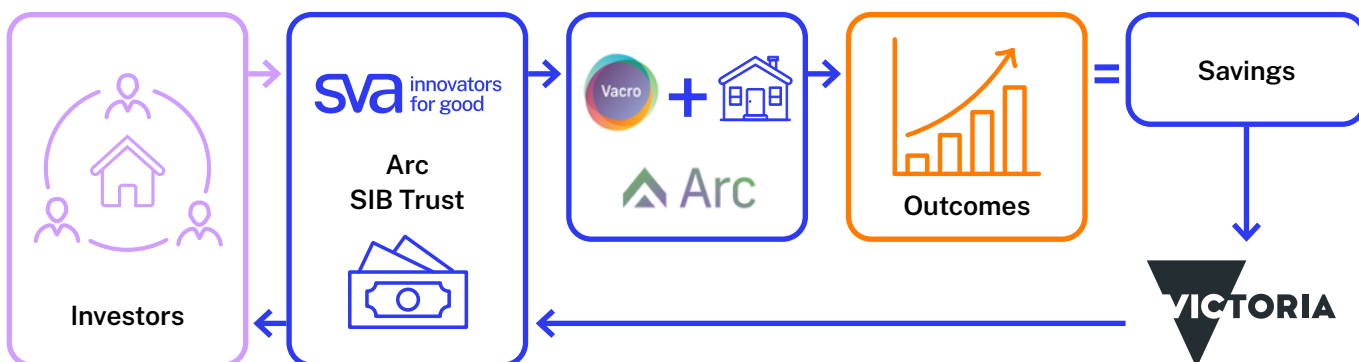 Investors
sva innovators
for good
Arc
SIB Trust
Vacro
Arc
Outcomes
=
Savings
VICTORIA